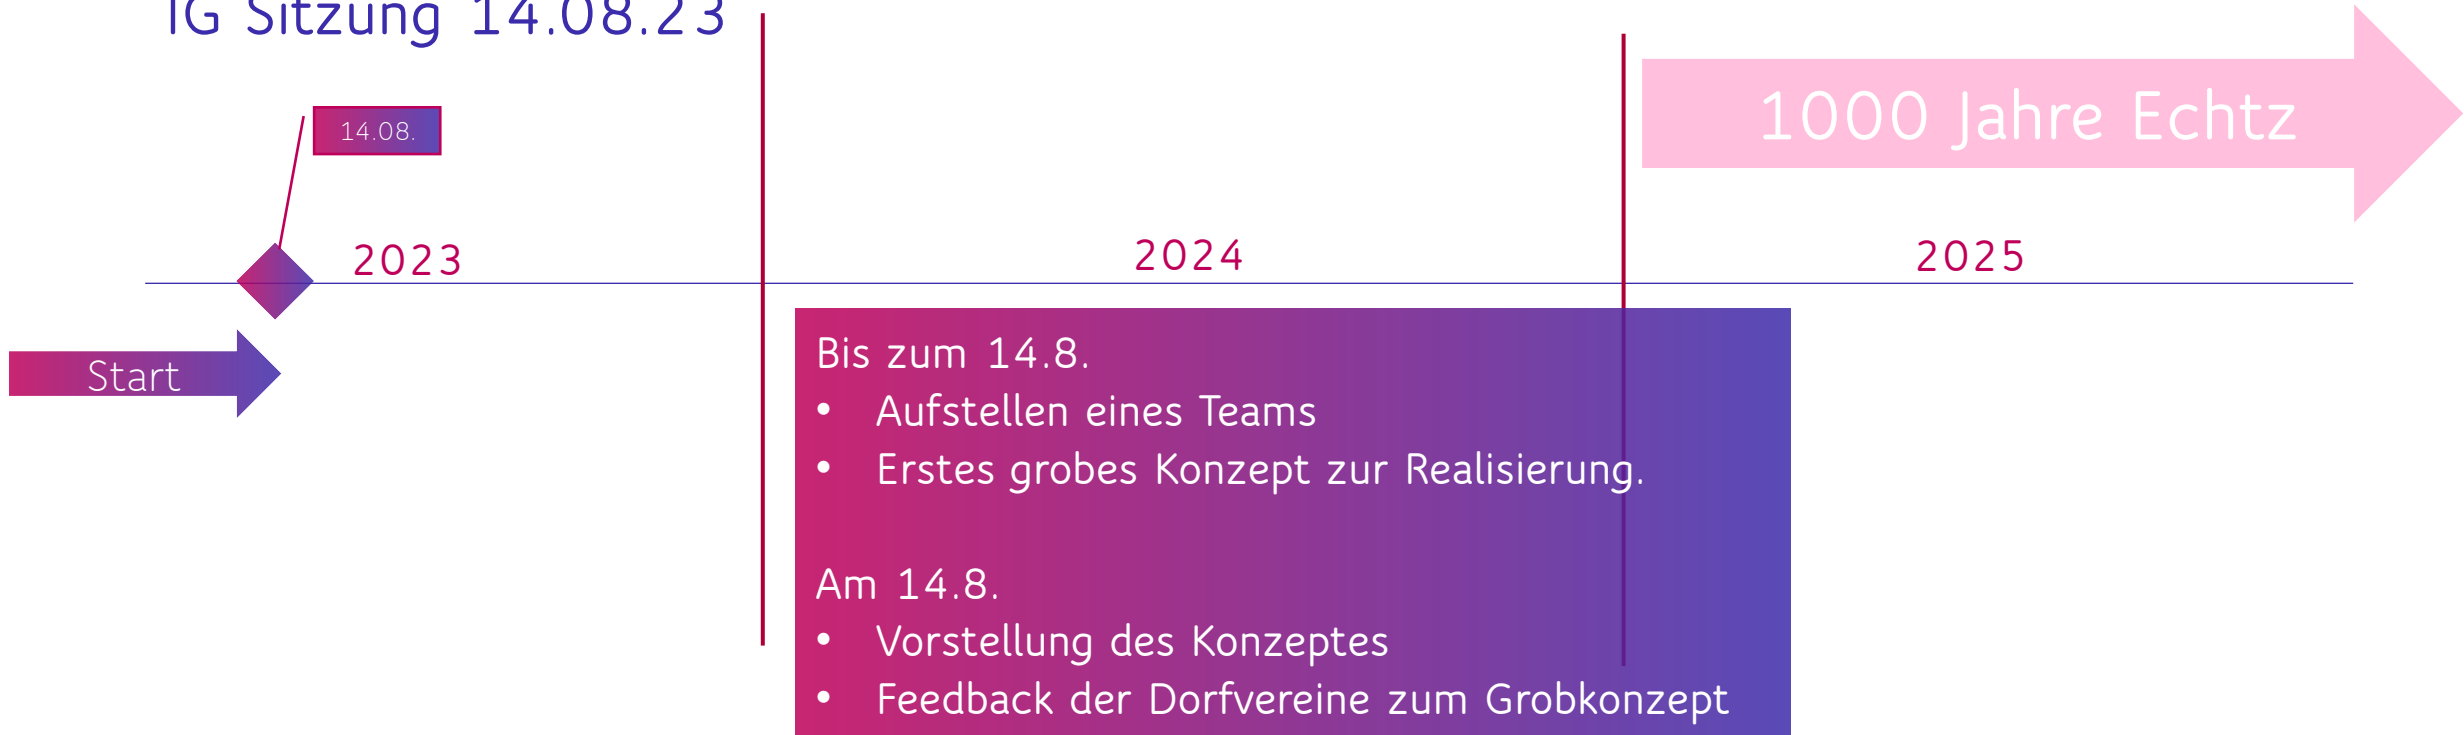 IG Sitzung 14.08.23
14.08.
1000 Jahre Echtz
2023
2024
2025
Start
Bis zum 14.8.
• Aufstellen eines Teams
• Erstes grobes Konzept zur Realisierung.
Am 14.8.
• Vorstellung des Konzeptes
• Feedback der Dorfvereine zum Grobkonzept